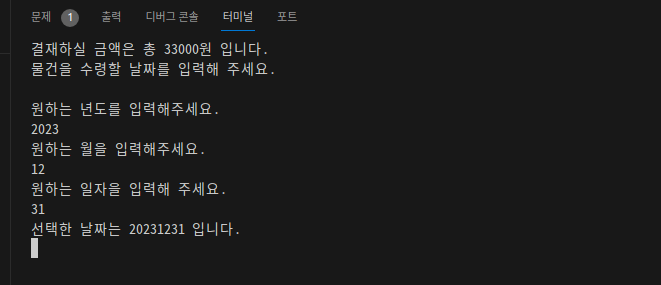 문제 1 출력 디버그 콘솔 터미널 포트
결재하실 금액은 총 33000원 입니다.
물건을 수령할 날짜를 입력해 주세요.
원하는 년도를 입력해주세요.
2023
원하는 월을 입력해주세요.
12
원하는 일자을 입력해 주세요.
31
선택한 날짜는 20231231 입니다.